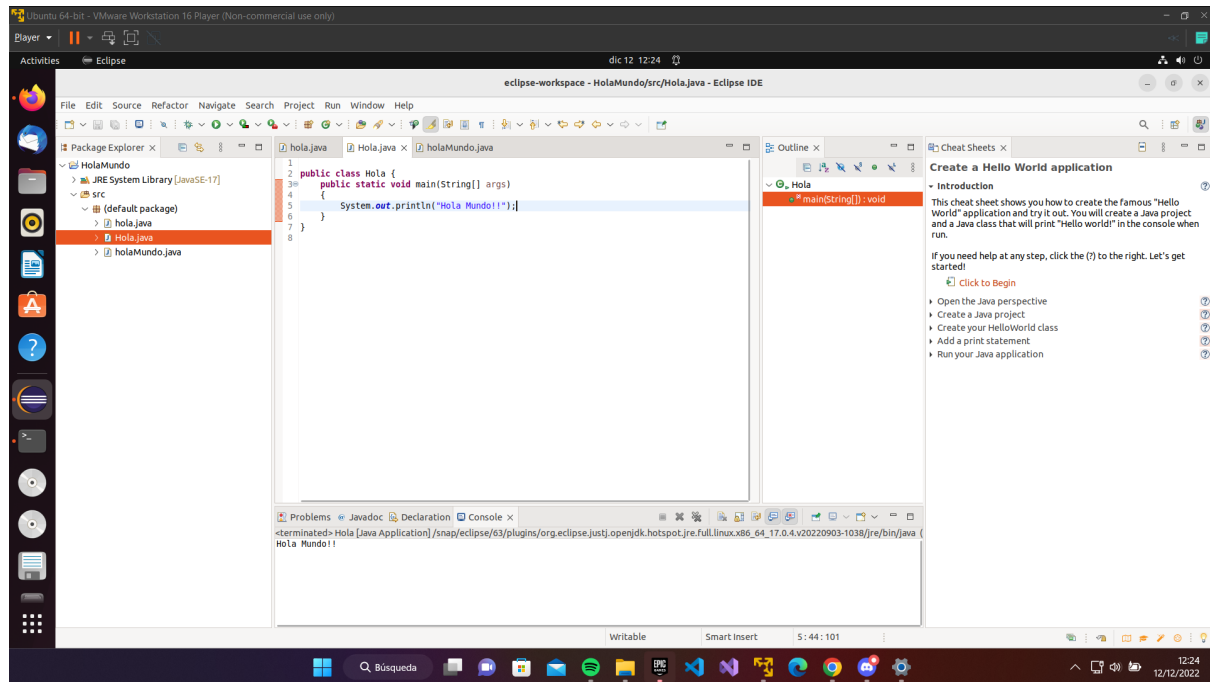 Ubuntu 64-bit - VMware Workstation 16 Player (Non-commercial use only)
Player
Activities Eclipse dic 12 12:24
eclipse-workspace - HolaMundo/src/Hola.java - Eclipse IDE
File Edit Source Refactor Navigate Search Project Run Window Help
Package Explorer
HolaMundo
JRE System Library [JavaSE-17]
src
(default package)
hola.java
Hola.java
holaMundo.java
hola.java Hola.java holaMundo.java
1
2 public class Hola {
3 public static void main(String[] args)
4 {
5 System.out.println("Hola Mundo!!");
6 }
7 }
8
Outline
Hola
main(String[]) : void
Cheat Sheets
Create a Hello World application
Introduction
This cheat sheet shows you how to create the famous "Hello
World" application and try it out. You will create a Java project
and a Java class that will print "Hello world!" in the console when
run.
If you need help at any step, click the (?) to the right. Let's get
started!
Click to Begin
Open the Java perspective
Create a Java project
Create your HelloWorld class
Add a print statement
Run your Java application
Problems Javadoc Declaration Console
<terminated> Hola [Java Application] /snap/eclipse/63/plugins/org.eclipse.justj.openjdk.hotspot.jre.full.linux.x86_64_17.0.4.v20220903-1038/jre/bin/java (
Hola Mundo!!
Writable Smart Insert 5 : 44 : 101
Búsqueda
EPIC GAMES
12:24
12/12/2022